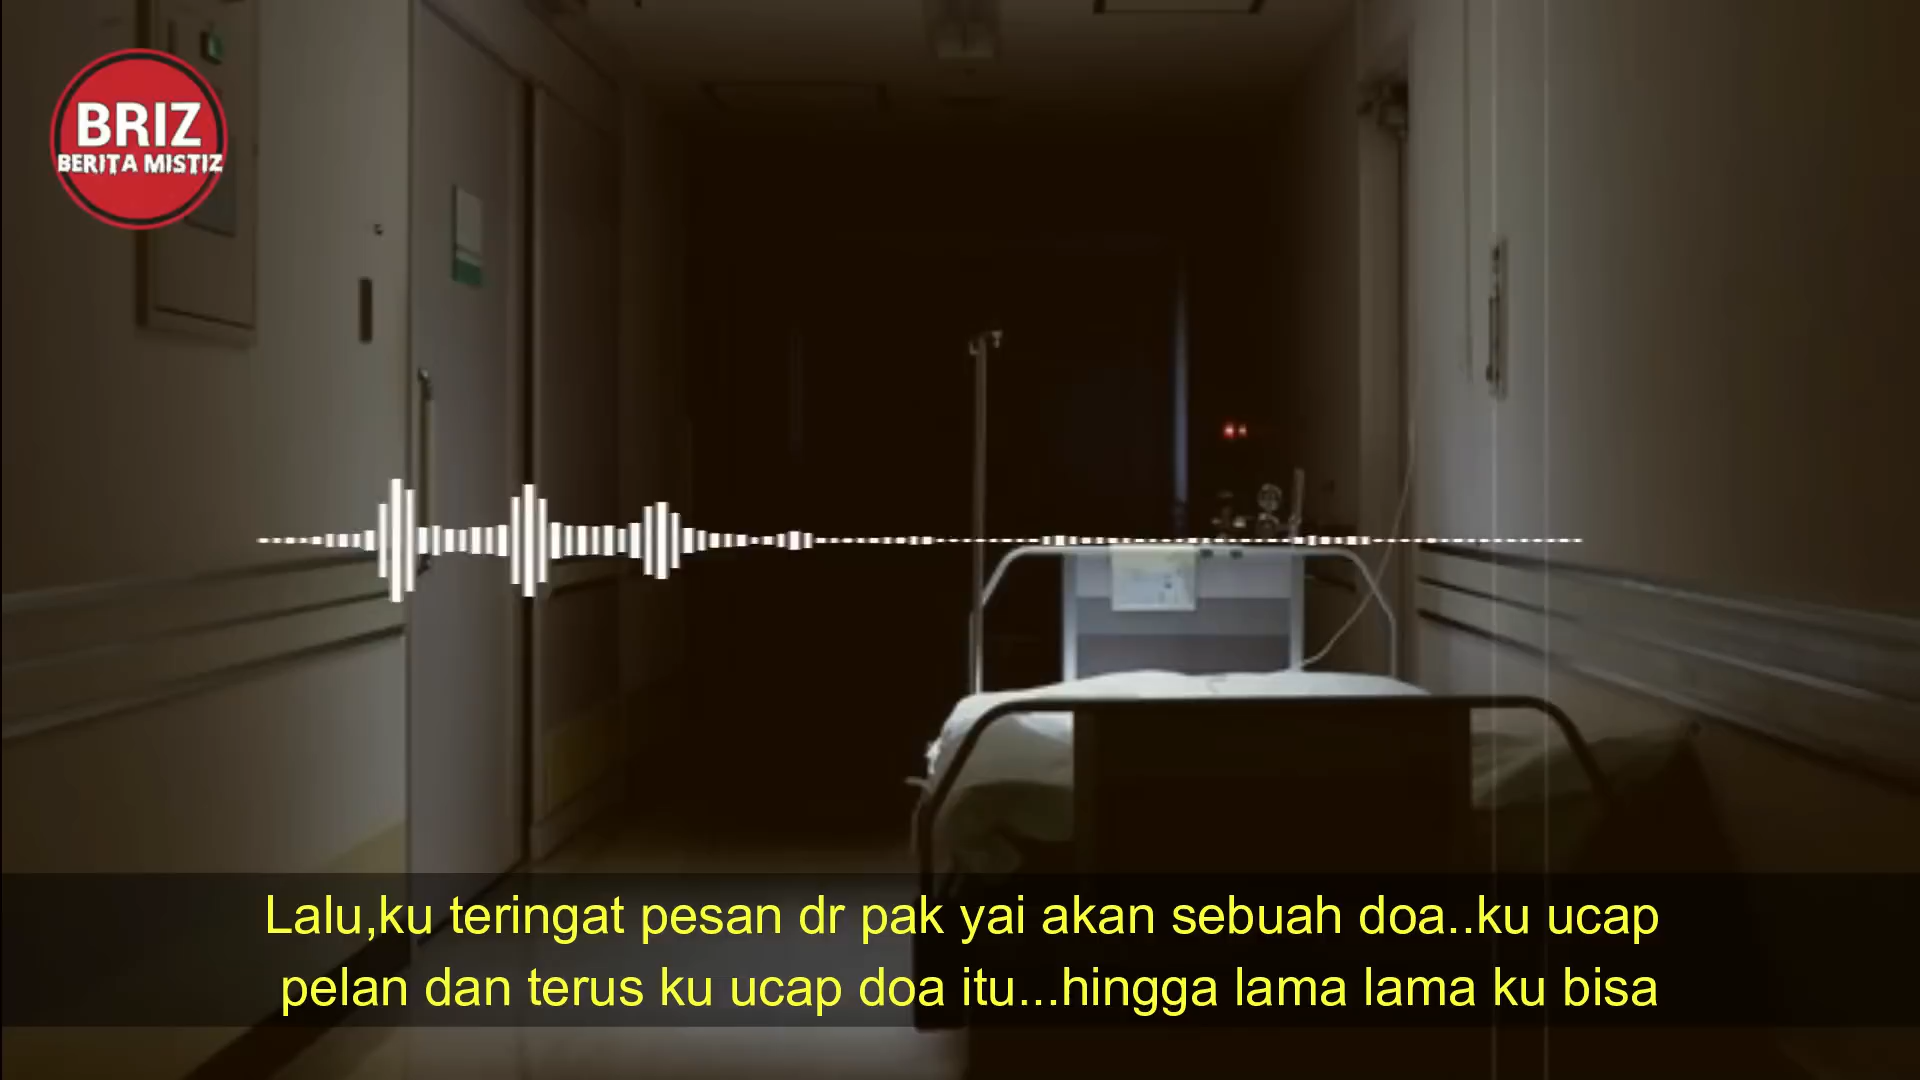 BRIZ
BERITA MISTIZ
Lalu,ku teringat pesan dr pak yai akan sebuah doa..ku ucap
pelan dan terus ku ucap doa itu...hingga lama lama ku bisa